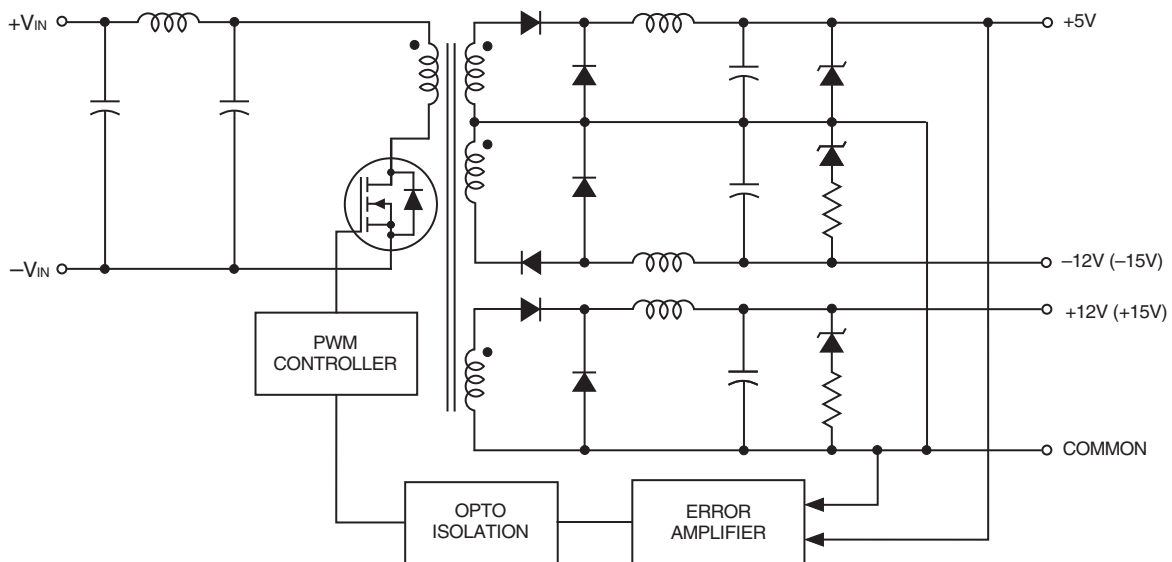 +VIN
+5V
–12V (–15V)
–VIN
+12V (+15V)
PWM
CONTROLLER
COMMON
OPTO
ISOLATION
ERROR
AMPLIFIER